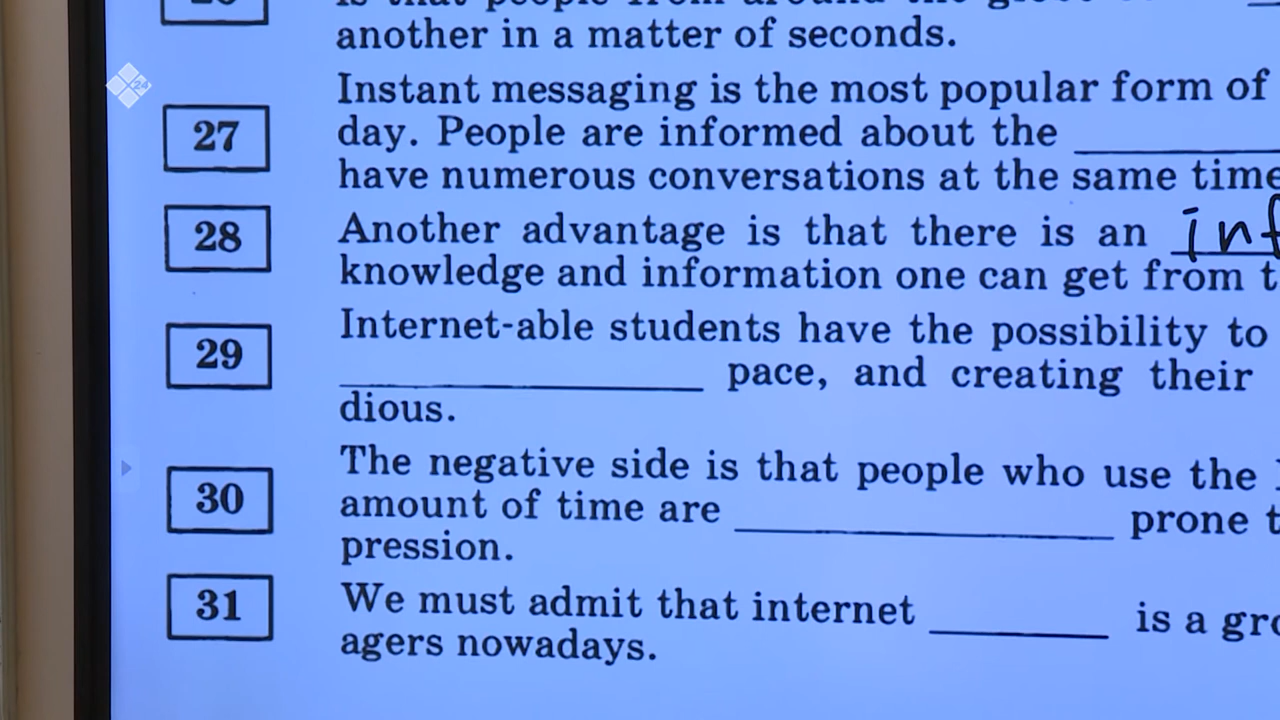 another in a matter of seconds.
Instant messaging is the most popular form of
27 day. People are informed about the
have numerous conversations at the same time
28 Another advantage is that there is an inf
knowledge and information one can get from t
Internet-able students have the possibility to
29 pace, and creating their
dious.
The negative side is that people who use the
30 amount of time are prone t
pression.
31 We must admit that internet is a gro
agers nowadays.
24